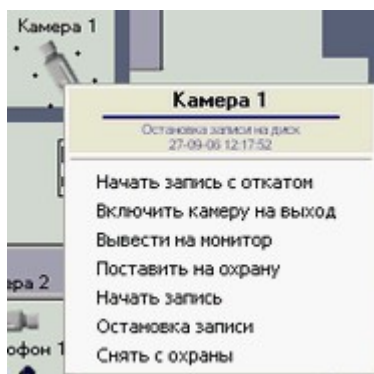 Камера 1
Камера 1
Остановка записи на диск
27-09-06 12:17:52
Начать запись с откатом
Включить камеру на выход
Вывести на монитор
Поставить на охрану
Начать запись
Остановка записи
Снять с охраны
ера 2
офон 1